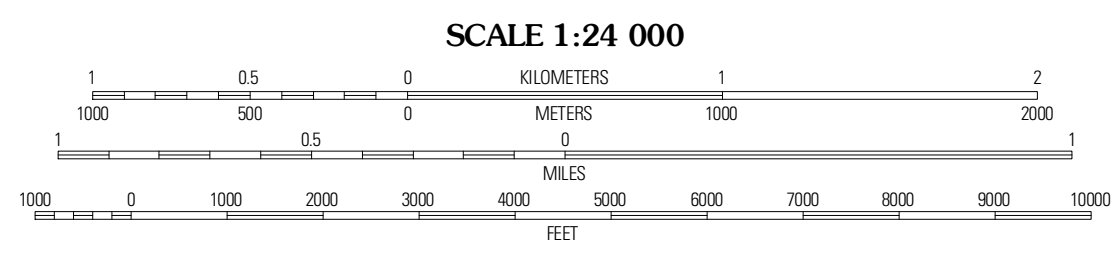 SCALE 1:24 000
1 0.5 0 KILOMETERS 1 2
1000 500 0 METERS 1000 2000
1 0.5 0 1
MILES
1000 0 1000 2000 3000 4000 5000 6000 7000 8000 9000 10000
FEET